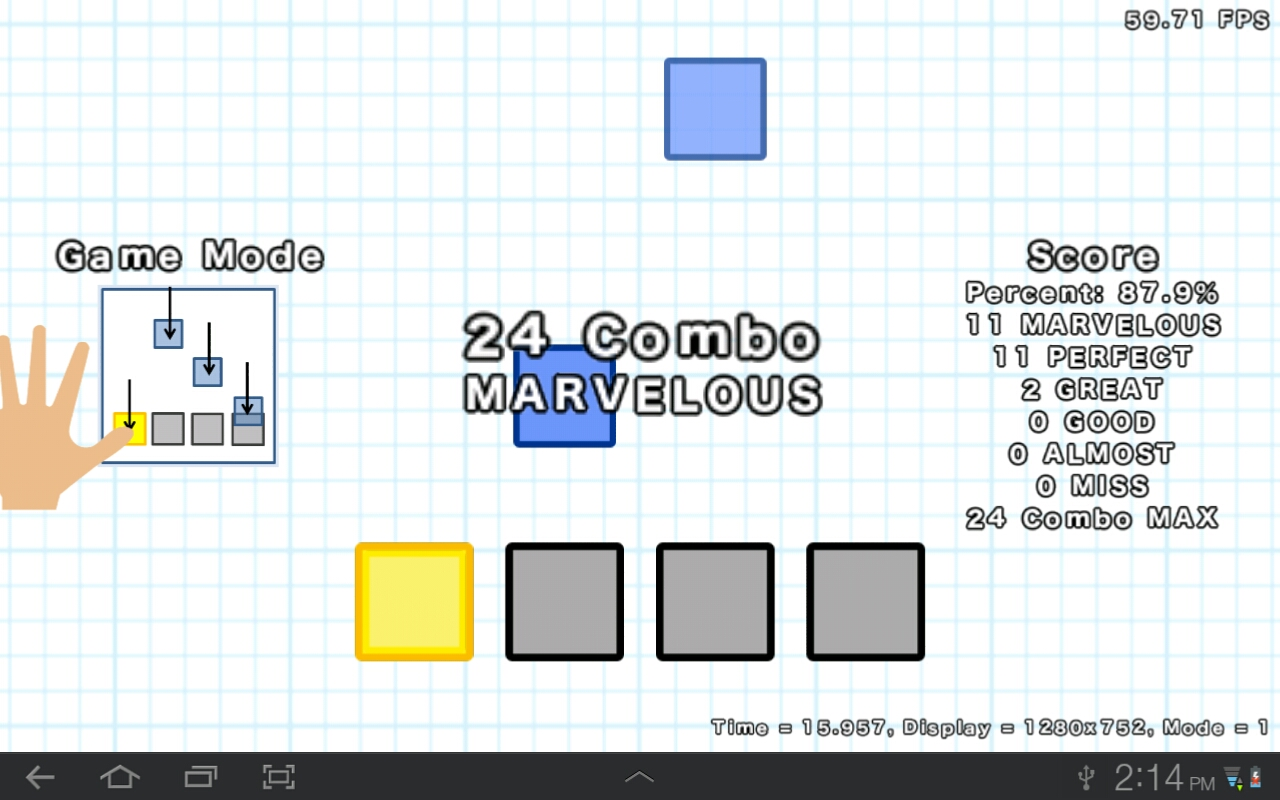 59.71 FPS
Game Mode
24 Combo
MARVELOUS
Score
Percent: 87.9%
11 MARVELOUS
11 PERFECT
2 GREAT
0 GOOD
0 ALMOST
0 MISS
24 Combo MAX
Time = 15.957, Display = 1280x752, Mode = 1
2:14 PM